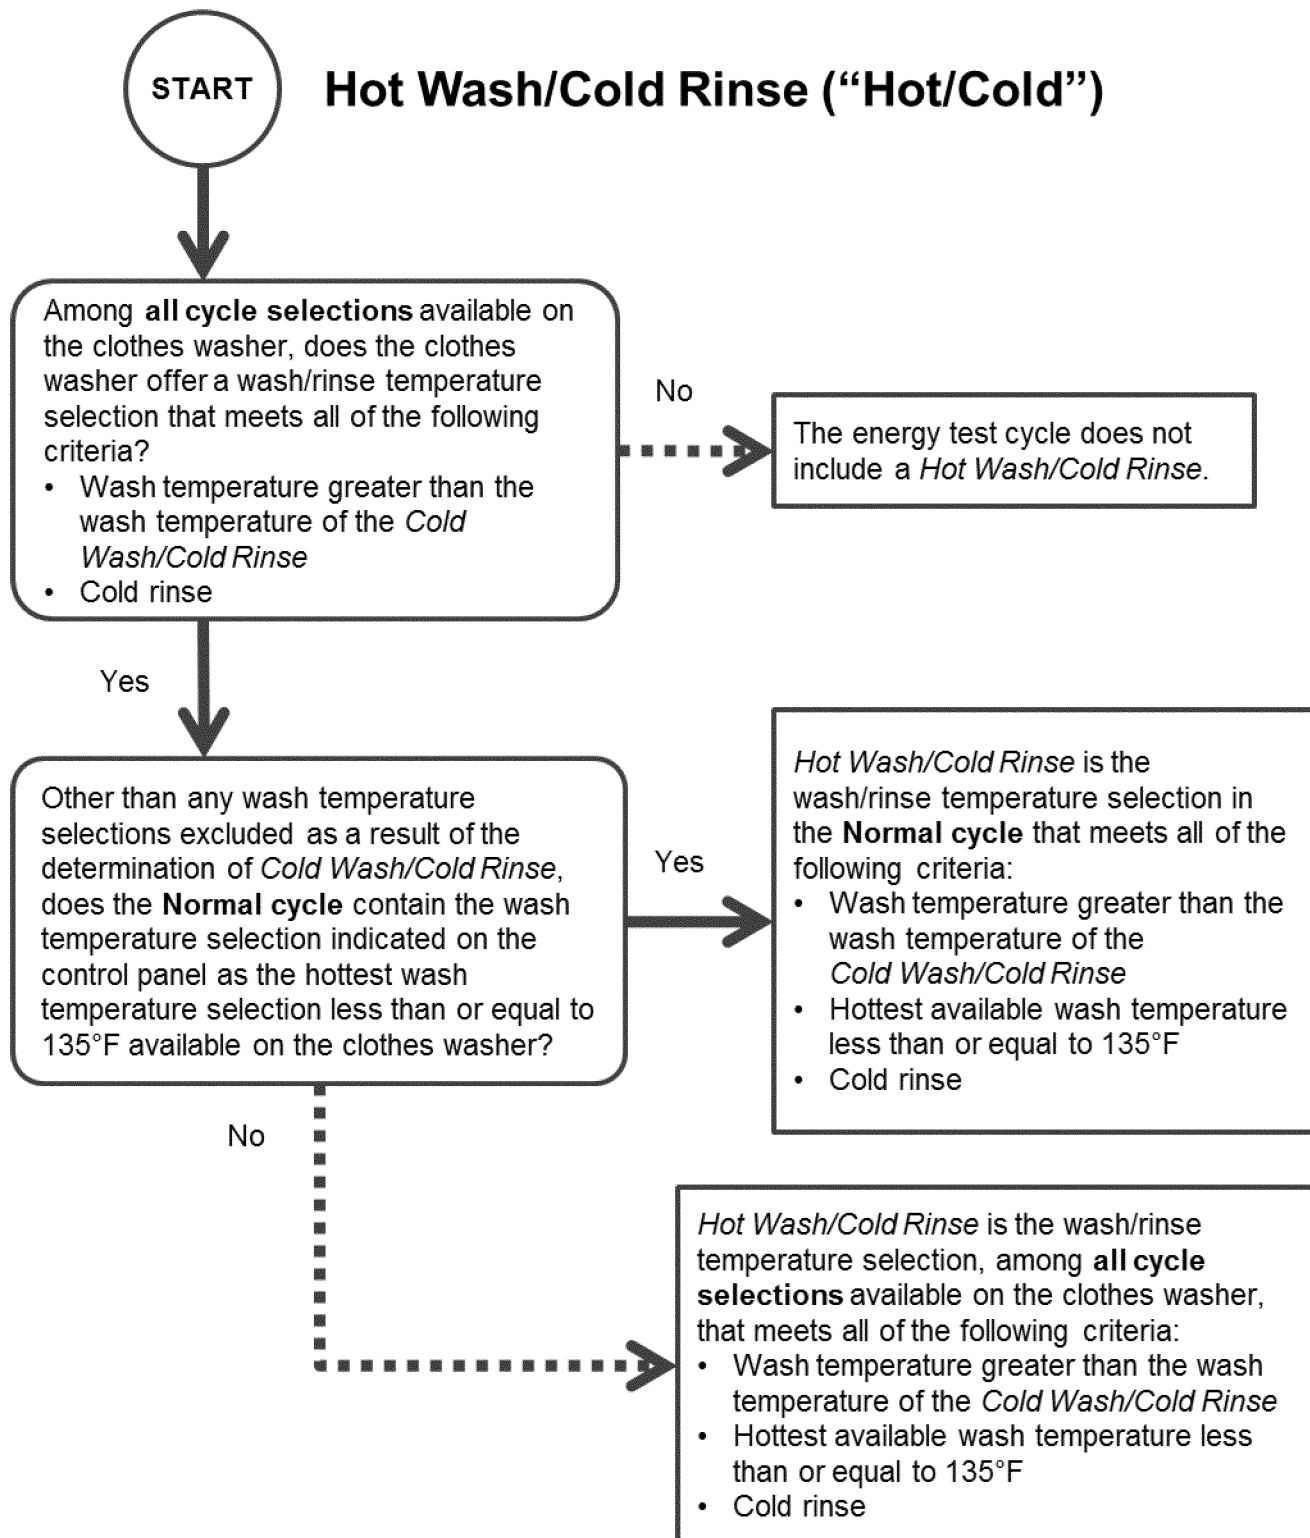 START
Hot Wash/Cold Rinse (“Hot/Cold”)
Among all cycle selections available on
the clothes washer, does the clothes
washer offer a wash/rinse temperature
selection that meets all of the following
criteria?
• Wash temperature greater than the
wash temperature of the Cold
Wash/Cold Rinse
• Cold rinse
No
The energy test cycle does not
include a Hot Wash/Cold Rinse.
Yes
Other than any wash temperature
selections excluded as a result of the
determination of Cold Wash/Cold Rinse,
does the Normal cycle contain the wash
temperature selection indicated on the
control panel as the hottest wash
temperature selection less than or equal to
135°F available on the clothes washer?
Yes
Hot Wash/Cold Rinse is the
wash/rinse temperature selection in
the Normal cycle that meets all of the
following criteria:
• Wash temperature greater than the
wash temperature of the
Cold Wash/Cold Rinse
• Hottest available wash temperature
less than or equal to 135°F
• Cold rinse
No
Hot Wash/Cold Rinse is the wash/rinse
temperature selection, among all cycle
selections available on the clothes washer,
that meets all of the following criteria:
• Wash temperature greater than the wash
temperature of the Cold Wash/Cold Rinse
• Hottest available wash temperature less
than or equal to 135°F
• Cold rinse